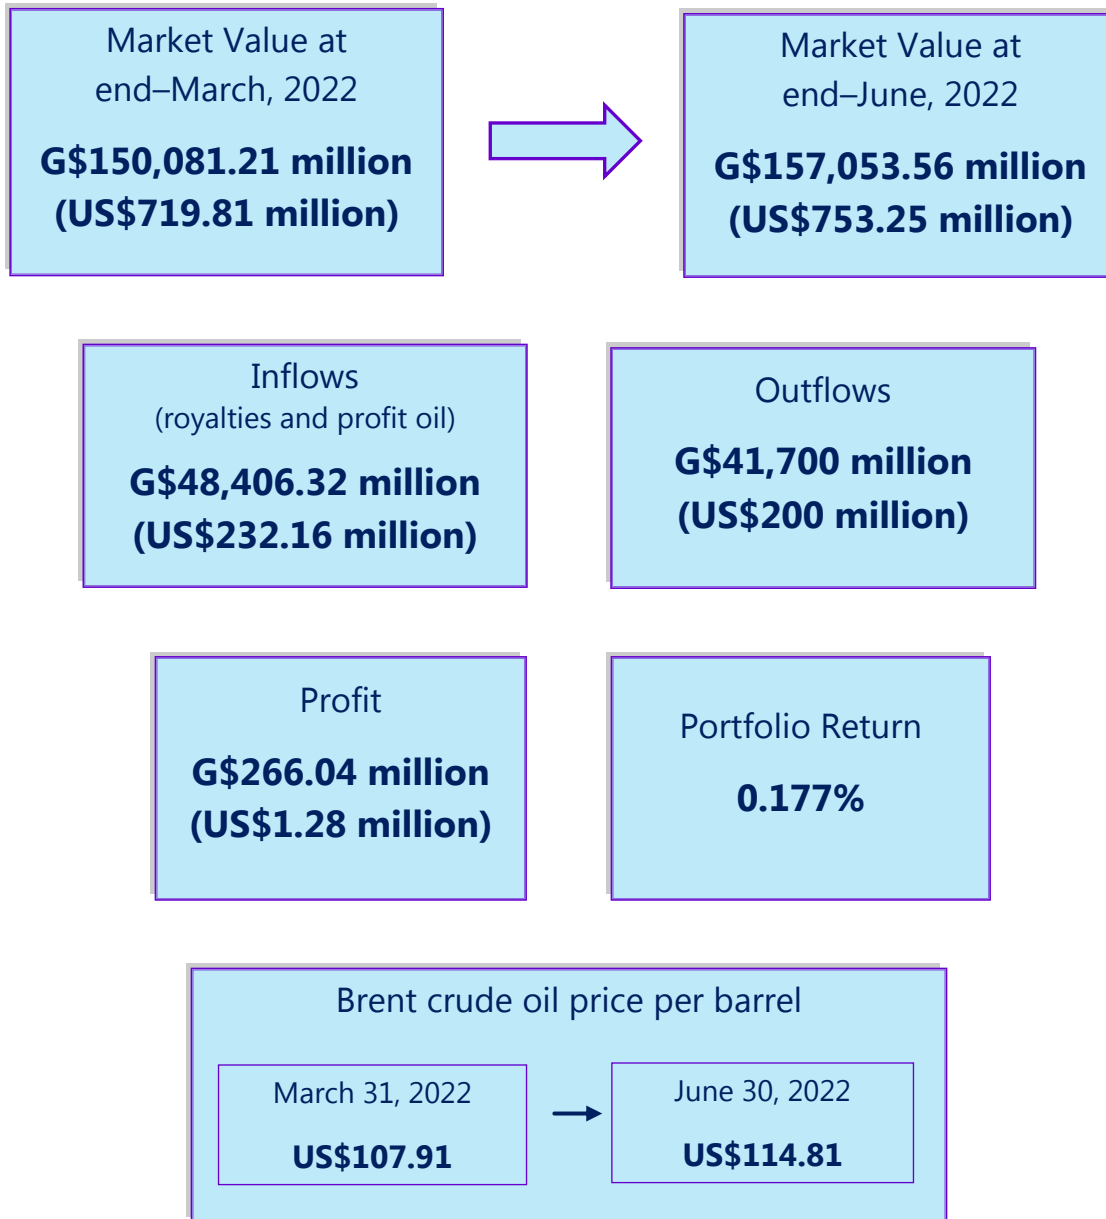 Market Value at
end–March, 2022
G$150,081.21 million
(US$719.81 million)
Market Value at
end–June, 2022
G$157,053.56 million
(US$753.25 million)
Inflows
(royalties and profit oil)
G$48,406.32 million
(US$232.16 million)
Outflows
G$41,700 million
(US$200 million)
Profit
G$266.04 million
(US$1.28 million)
Portfolio Return
0.177%
Brent crude oil price per barrel
March 31, 2022
US$107.91
June 30, 2022
US$114.81